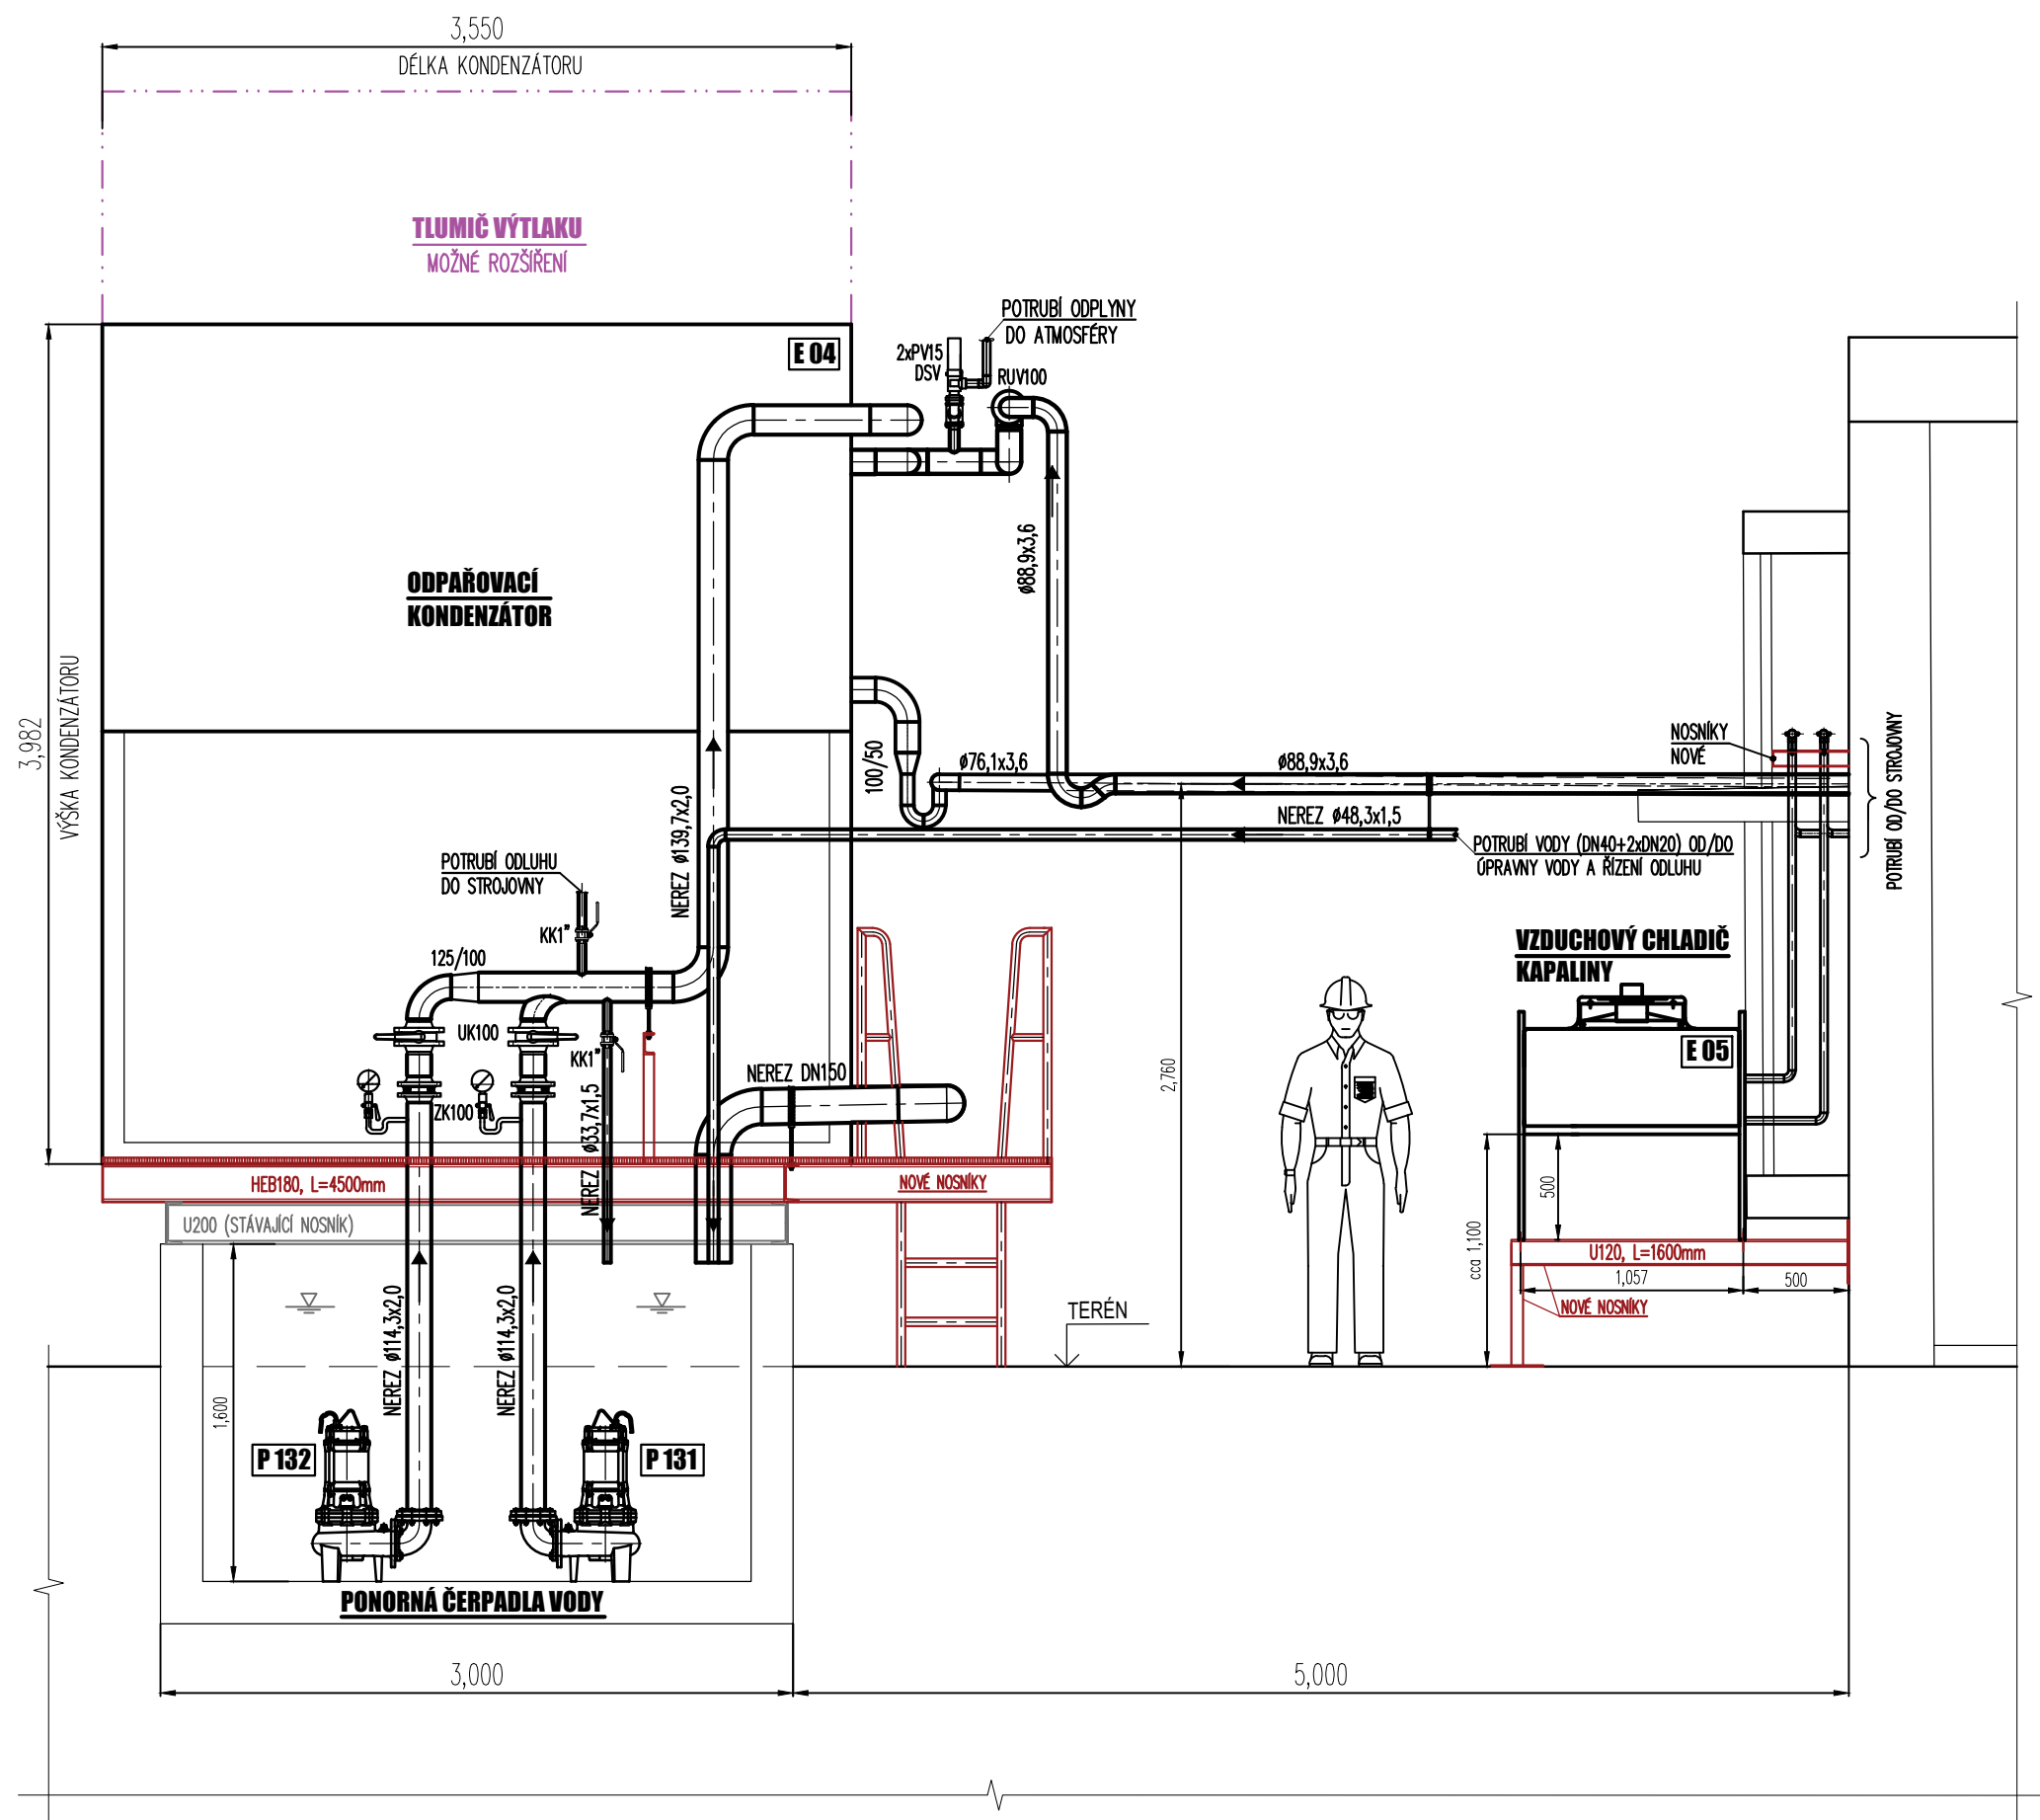 3,550
DÉLKA KONDENZÁTORU
TLUMIČ VÝTLAKU
MOŽNÉ ROZŠÍŘENÍ
E 04
2xPV15
DSV
POTRUBÍ ODPLYNY
DO ATMOSFÉRY
RUV100
ODPAŘOVACÍ
KONDENZÁTOR
3,982
VÝŠKA KONDENZÁTORU
ø88,9x3,6
100/50
ø76,1x3,6
ø88,9x3,6
NEREZ ø48,3x1,5
NEREZ ø139,7x2,0
NOSNÍKY
NOVÉ
POTRUBÍ OD/DO STROJOVNY
POTRUBÍ VODY (DN40+2xDN20) OD/DO
ÚPRAVNY VODY A ŘÍZENÍ ODLUHU
POTRUBÍ ODLUHU
DO STROJOVNY
KK1"
125/100
UK100
KK1"
ZK100
NEREZ ø33,7x1,5
NEREZ DN150
2,760
VZDUCHOVÝ CHLADIČ
KAPALINY
E 05
500
cca 1,100
U120, L=1600mm
1,057
500
NOVÉ NOSNÍKY
HEB180, L=4500mm
NOVÉ NOSNÍKY
U200 (STÁVAJÍCÍ NOSNÍK)
TERÉN
NEREZ ø114,3x2,0
NEREZ ø114,3x2,0
1,600
P 132
P 131
PONORNÁ ČERPADLA VODY
3,000
5,000